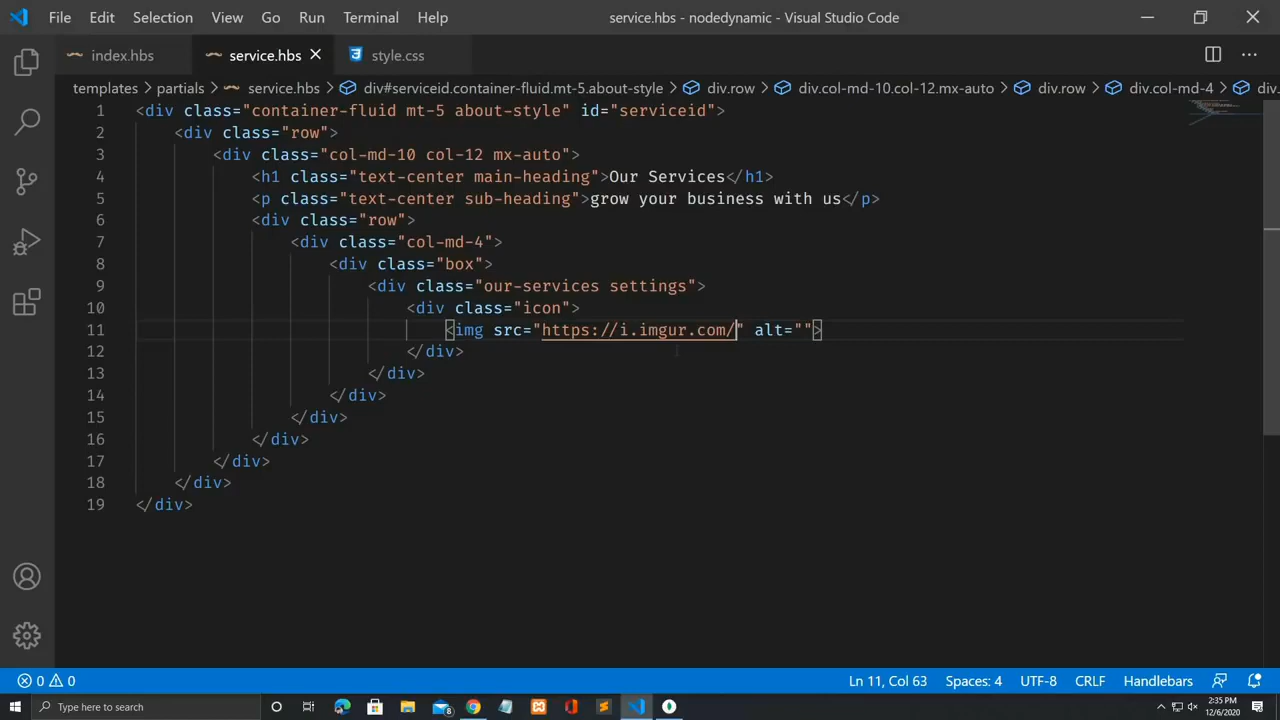 File Edit Selection View Go Run Terminal Help service.hbs - nodedynamic - Visual Studio Code
index.hbs service.hbs style.css
templates > partials > service.hbs > div#serviceid.container-fluid.mt-5.about-style > div.row > div.col-md-10.col-12.mx-auto > div.row > div.col-md-4 > div.
1 <div class="container-fluid mt-5 about-style" id="serviceid">
2 <div class="row">
3 <div class="col-md-10 col-12 mx-auto">
4 <h1 class="text-center main-heading">Our Services</h1>
5 <p class="text-center sub-heading">grow your business with us</p>
6 <div class="row">
7 <div class="col-md-4">
8 <div class="box">
9 <div class="our-services settings">
10 <div class="icon">
11 <img src="https://i.imgur.com/" alt="">
12 </div>
13 </div>
14 </div>
15 </div>
16 </div>
17 </div>
18 </div>
19 </div>
0 0 Ln 11, Col 63 Spaces: 4 UTF-8 CRLF Handlebars
Type here to search 8 2:35 PM
12/6/2020